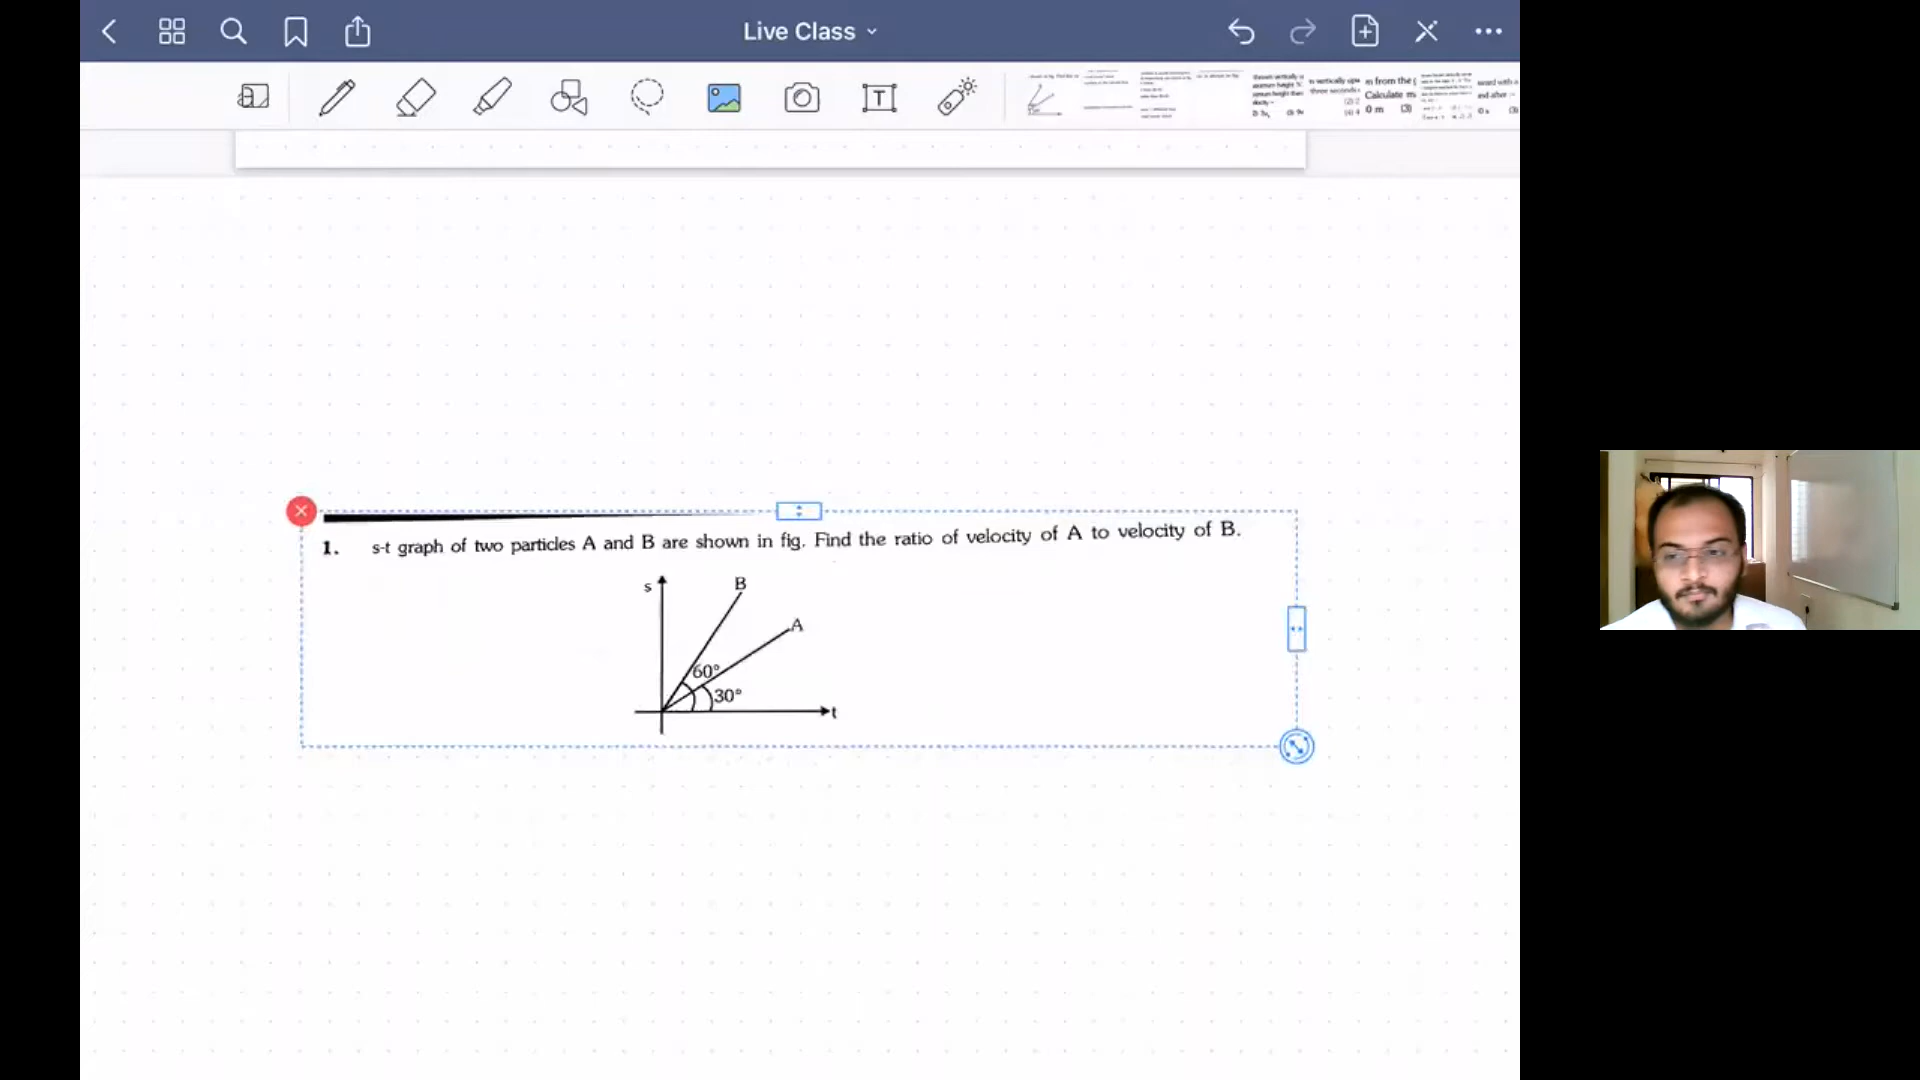 Live Class
T
1. s-t graph of two particles A and B are shown in fig. Find the ratio of velocity of A to velocity of B.
s
B
A
60°
30°
t